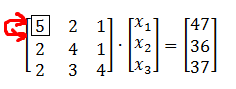 5 2 1 x₁ 47
2 4 1 · x₂ = 36
2 3 4 x₃ 37